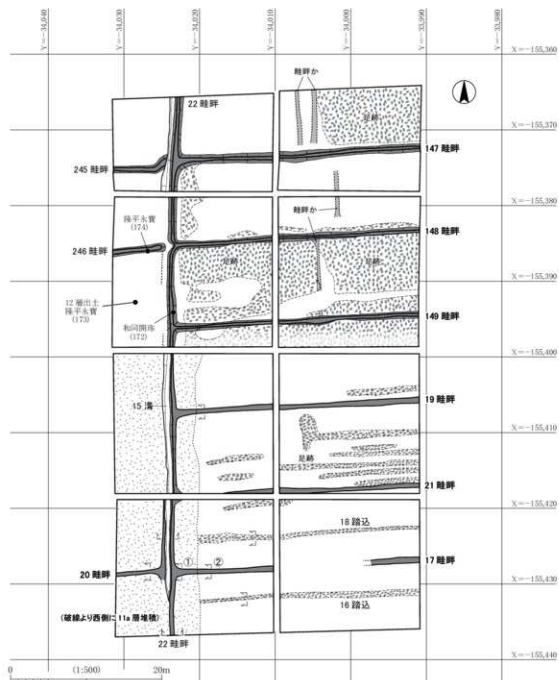 Y=-34,040
Y=-34,030
Y=-34,020
Y=-34,010
Y=-34,000
Y=-33,990
Y=-33,980
X=-155,360
畦畔か
22 畦畔
足跡
X=-155,370
147 畦畔
245 畦畔
X=-155,380
隆平永寶
(174)
畦畔か
148 畦畔
246 畦畔
足跡
足跡
X=-155,390
12層出土
隆平永寶
(173)
和同開珎
(172)
149 畦畔
X=-155,400
15 溝
19 畦畔
X=-155,410
足跡
21 畦畔
X=-155,420
18 踏込
① ②
17 畦畔
20 畦畔
X=-155,430
16 踏込
(破線より西側に 11a 層堆積)
22 畦畔
X=-155,440
0 (1:500) 20m